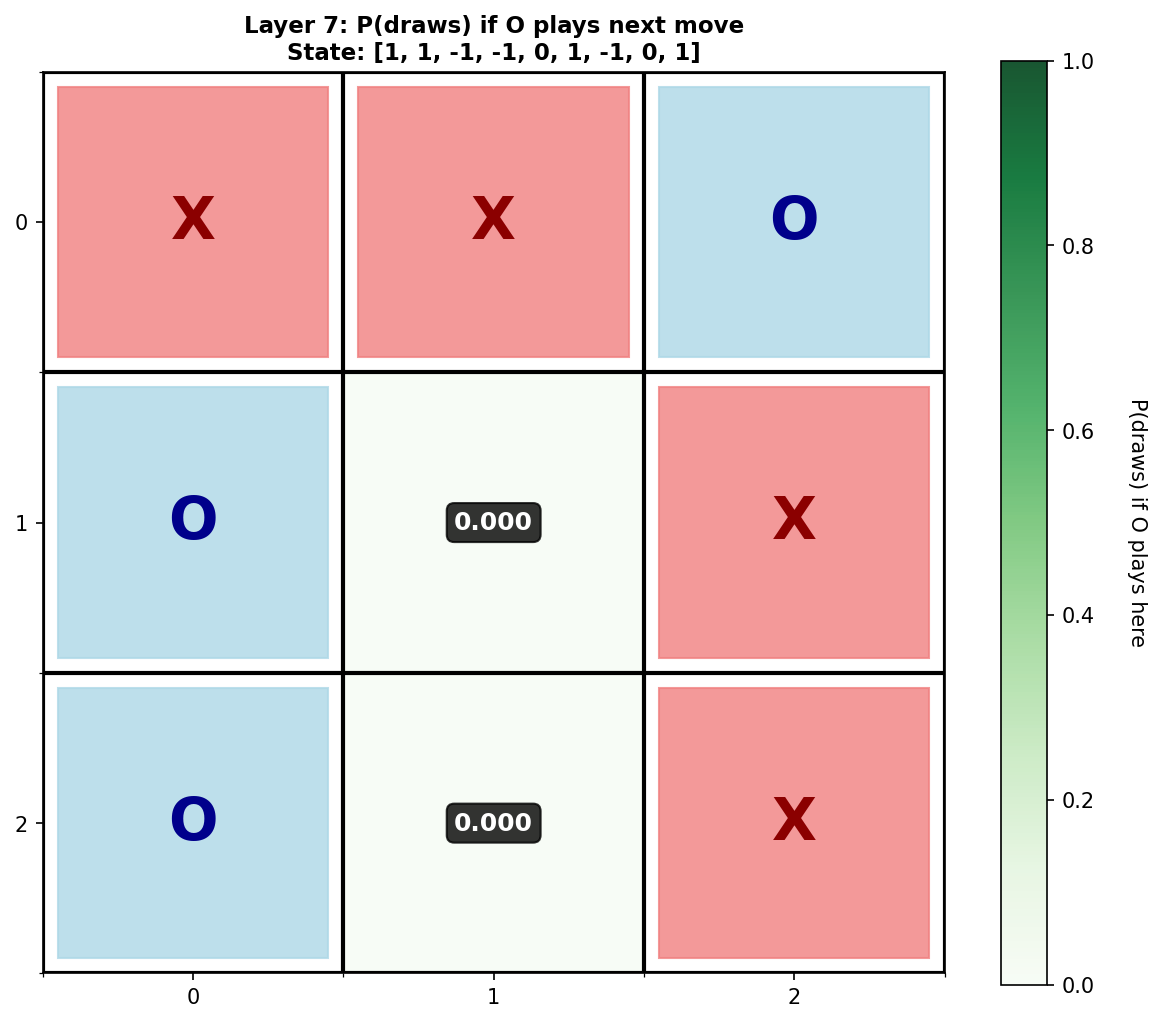 Layer 7: P(draws) if O plays next move
State: [1, 1, -1, -1, 0, 1, -1, 0, 1]
1.0
0.8
0.6
0.4
0.2
0.0
P(draws) if O plays here
0
X
X
O
1
O
0.000
X
2
O
0.000
X
0
1
2